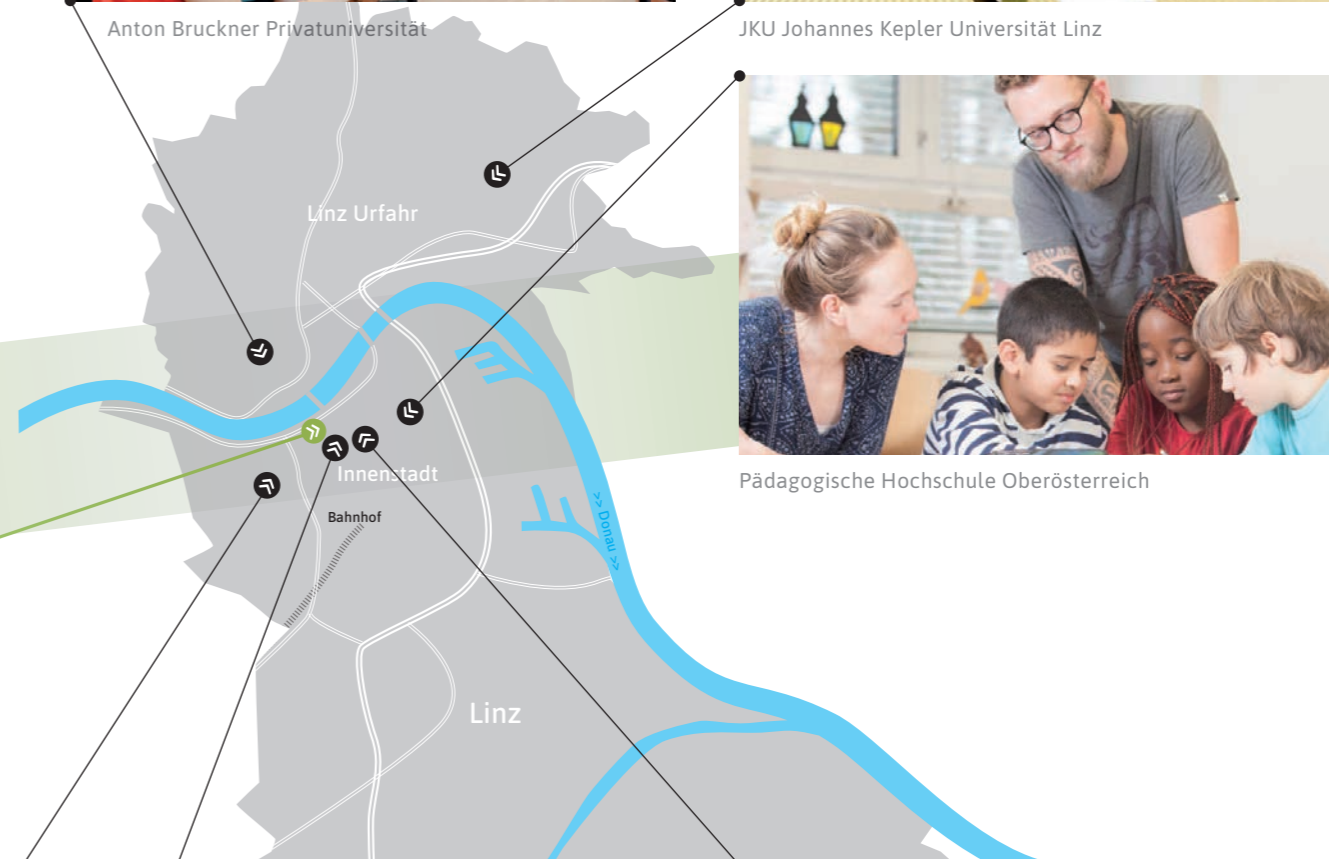 Anton Bruckner Privatuniversität
JKU Johannes Kepler Universität Linz
Linz Urfahr
Innenstadt
Pädagogische Hochschule Oberösterreich
Bahnhof
>> Donau >>
Linz